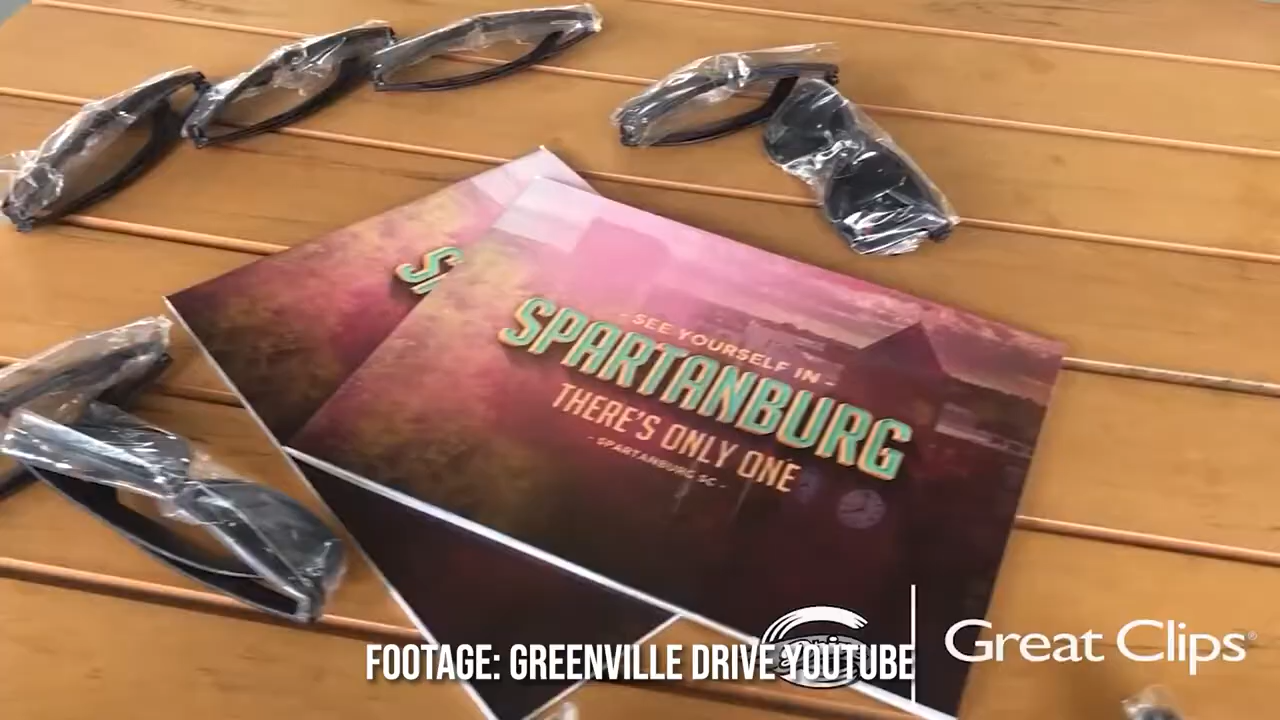 - SEE YOURSELF IN -
SPARTANBURG
THERE'S ONLY ONE
- SPARTANBURG SC -
FOOTAGE: GREENVILLE DRIVE YOUTUBE
Great Clips®